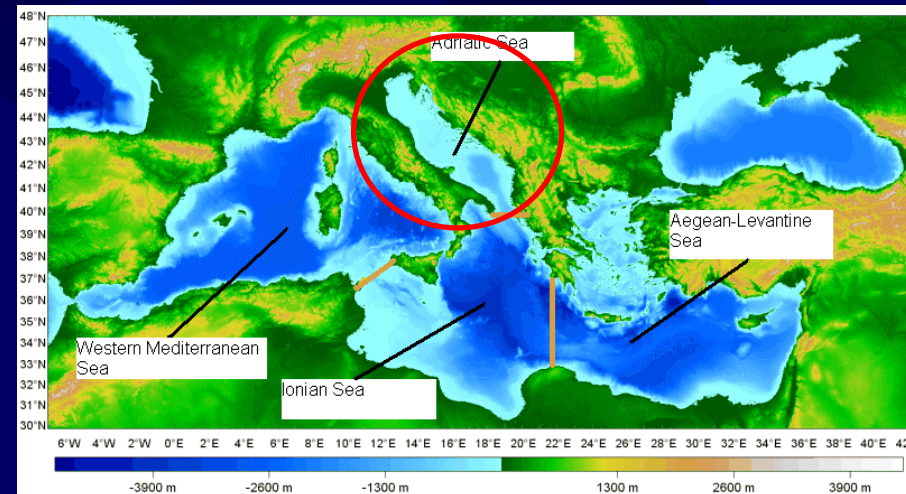 48°N
47°N
46°N
45°N
44°N
43°N
42°N
41°N
40°N
39°N
38°N
37°N
36°N
35°N
34°N
33°N
32°N
31°N
30°N
Adriatic Sea
Aegean-Levantine
Sea
Western Mediterranean
Sea
Ionian Sea
6°W 4°W 2°W 0°E 2°E 4°E 6°E 8°E 10°E 12°E 14°E 16°E 18°E 20°E 22°E 24°E 26°E 28°E 30°E 32°E 34°E 36°E 38°E 40°E 42
-3900 m -2600 m -1300 m 1300 m 2600 m 3900 m